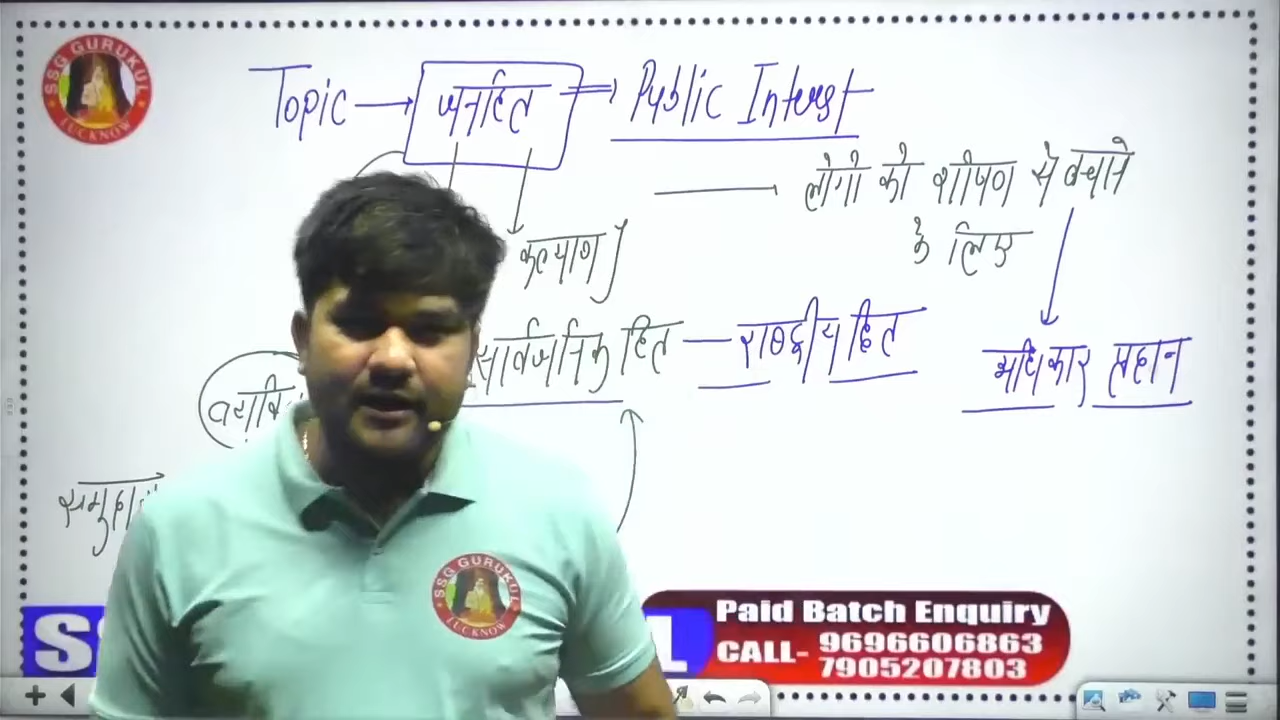 SSG GURUKUL
LUCKNOW
Topic → जनहित ⇒ Public Interest
लोगो को शोषण से बचाने
के लिए
कल्याण
सार्वजनिक हित — राष्ट्रीय हित
अधिकार प्रदान
SSG GURUKUL
LUCKNOW
Paid Batch Enquiry
CALL- 9696606863
7905207803